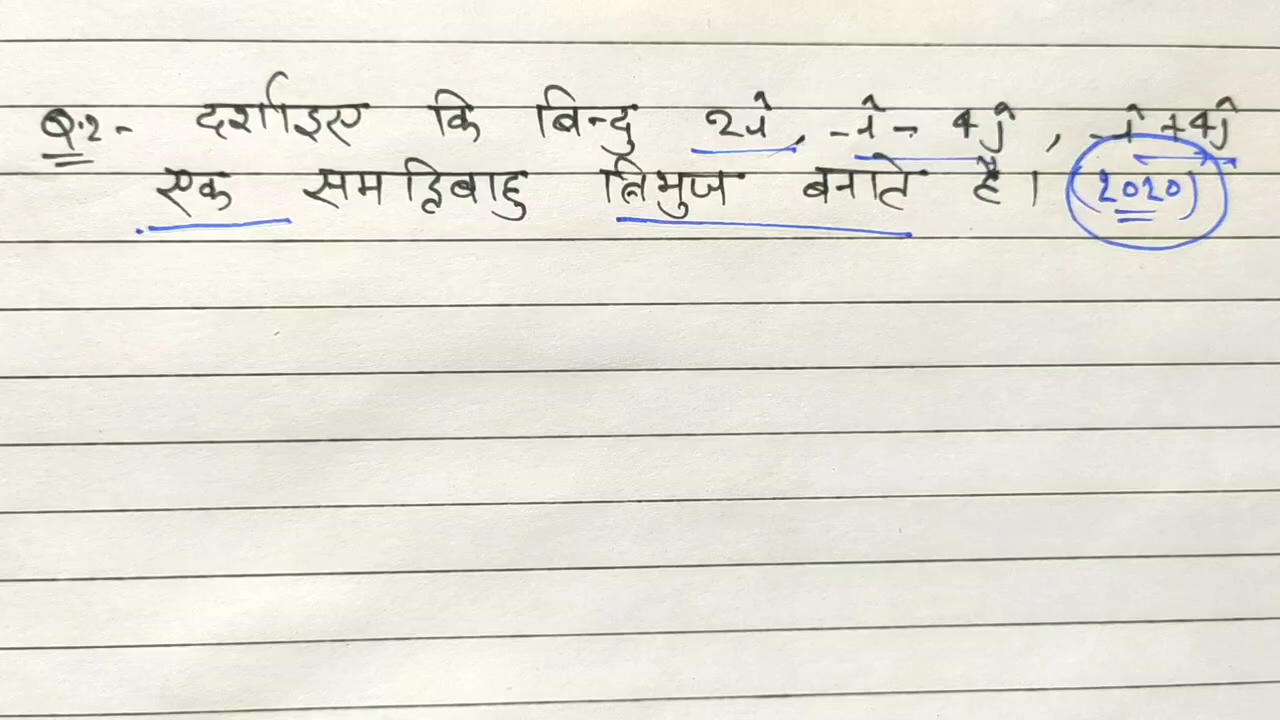 Q.2- दर्शाइए कि बिन्दु 2î, -î - 4ĵ, -î + 4ĵ
एक समद्विबाहु त्रिभुज बनाते है। (2020)